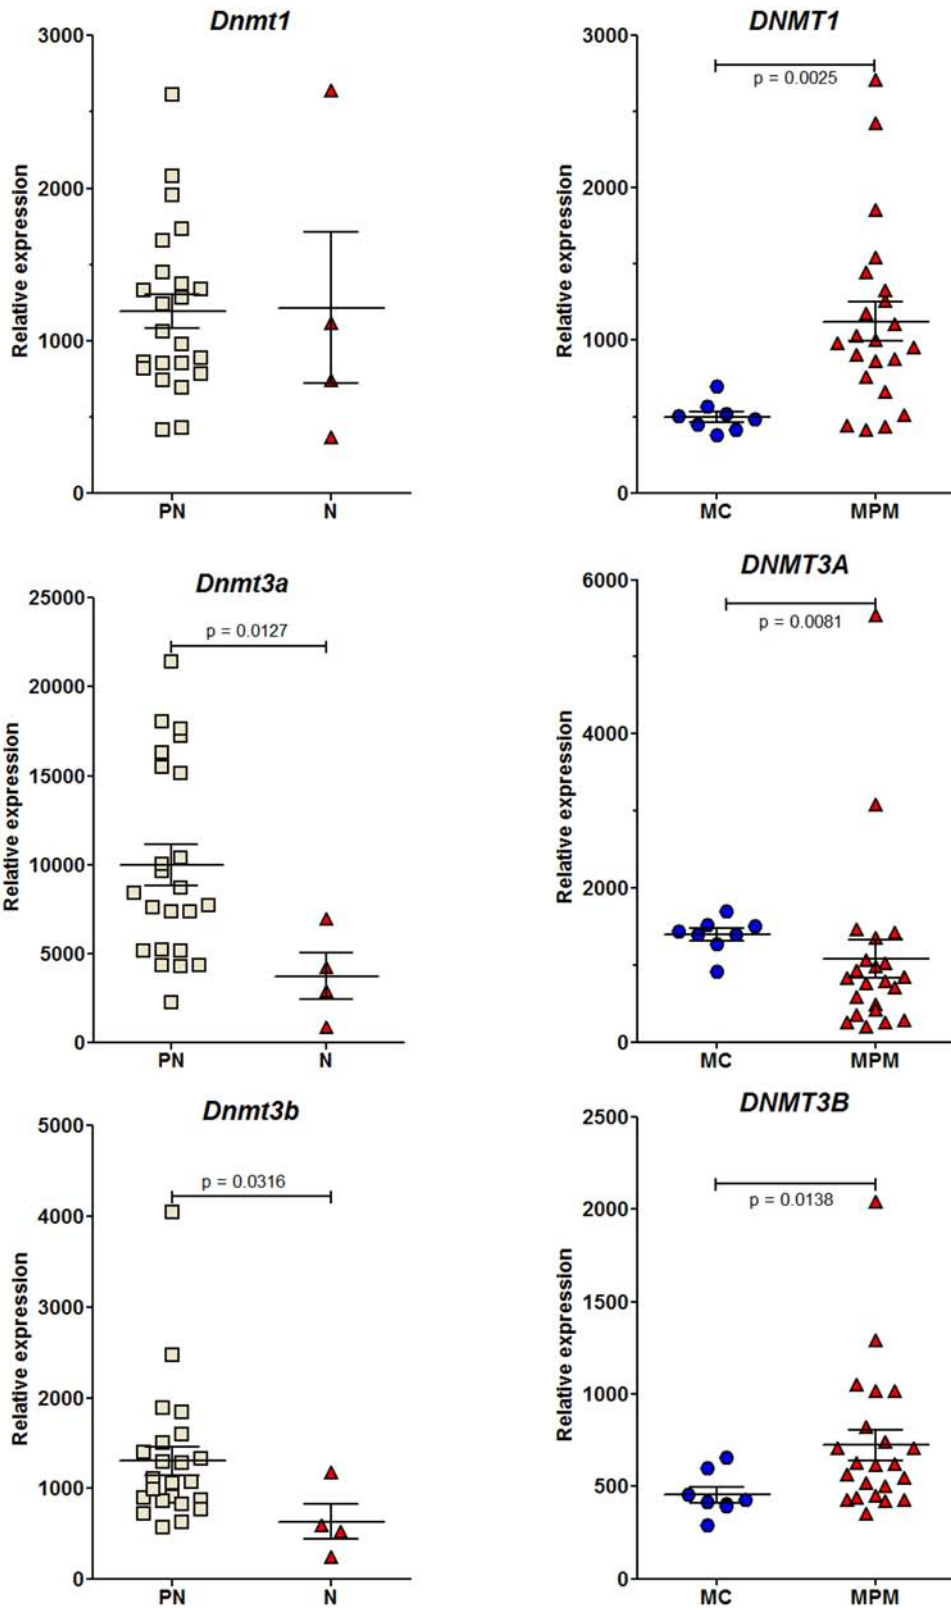 Dnmt1
3000
2000
1000
0
Relative expression
PN
N
DNMT1
3000
2000
1000
0
Relative expression
p = 0.0025
MC
MPM
Dnmt3a
25000
20000
15000
10000
5000
0
Relative expression
p = 0.0127
PN
N
DNMT3A
6000
4000
2000
0
Relative expression
p = 0.0081
MC
MPM
Dnmt3b
5000
4000
3000
2000
1000
0
Relative expression
p = 0.0316
PN
N
DNMT3B
2500
2000
1500
1000
500
0
Relative expression
p = 0.0138
MC
MPM